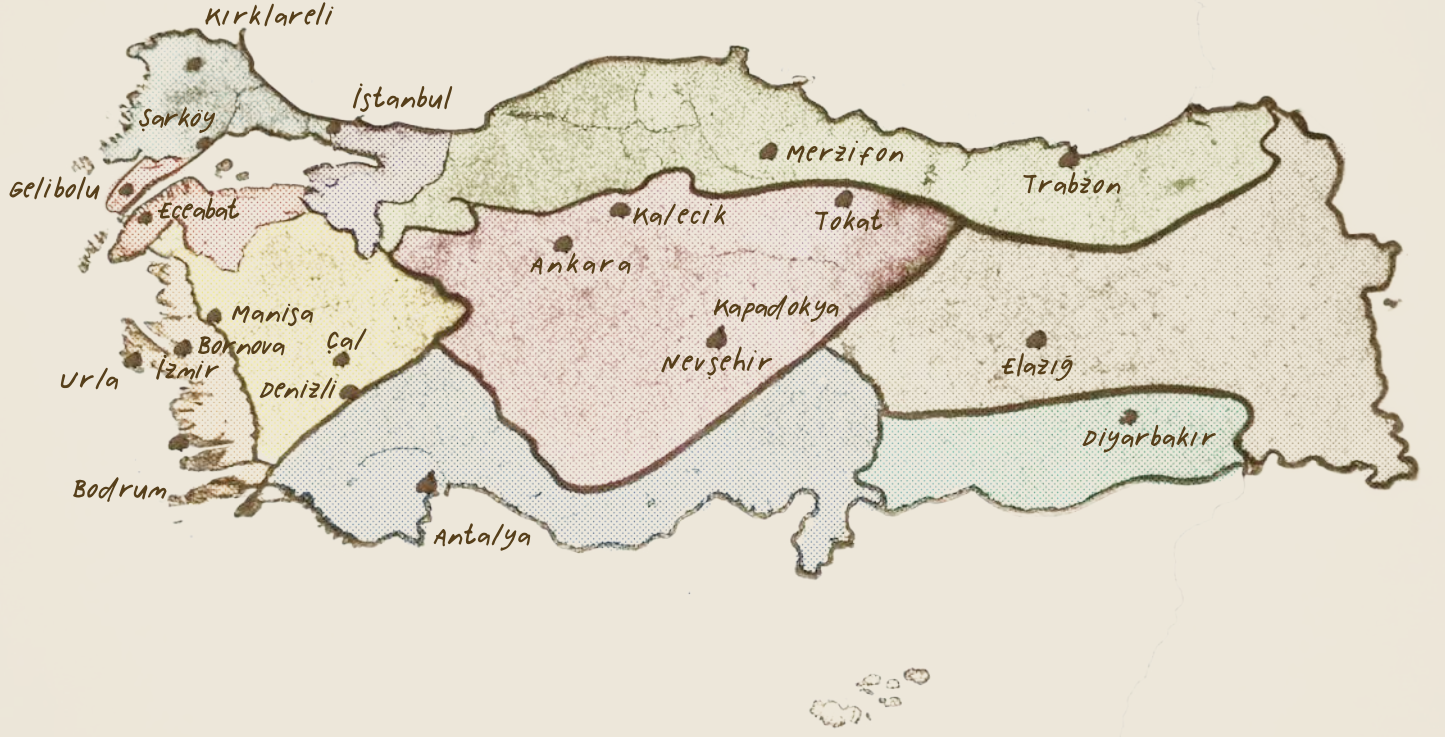 Kırklareli
İstanbul
Şarköy
Merzifon
Gelibolu
Eceabat
Trabzon
Kalecik
Tokat
Ankara
Kapadokya
Manisa
Bornova
Çal
İzmir
Urla
Nevşehir
Elazığ
Denizli
Diyarbakır
Bodrum
Antalya